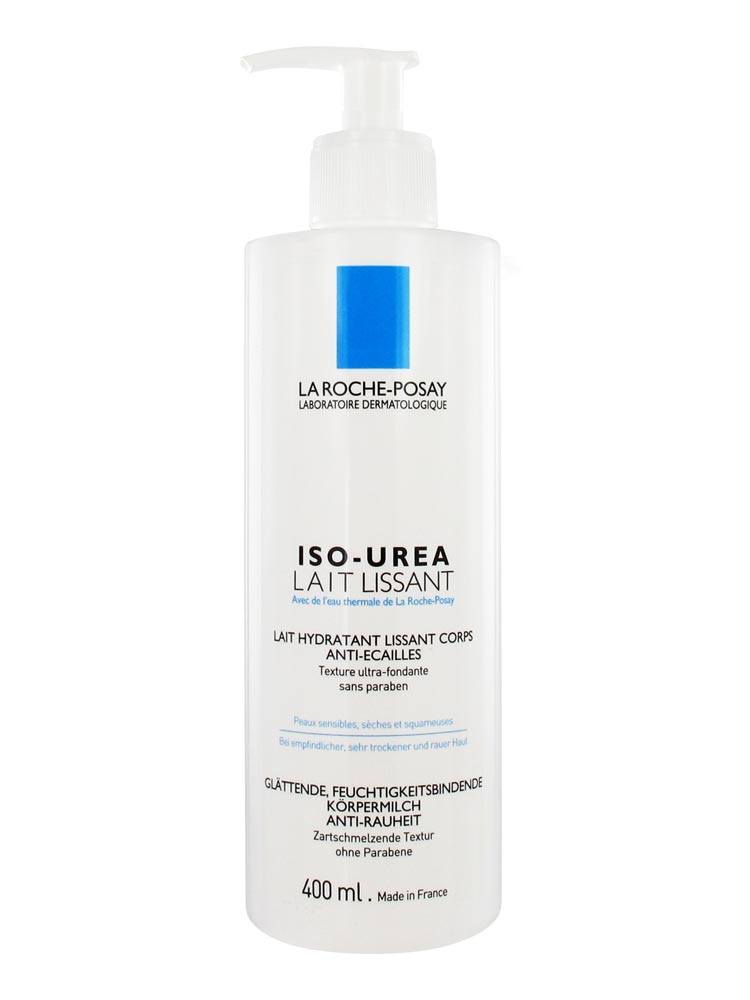 LA ROCHE-POSAY
LABORATOIRE DERMATOLOGIQUE
ISO-UREA
LAIT LISSANT
Avec de l'eau thermale de La Roche-Posay
LAIT HYDRATANT LISSANT CORPS
ANTI-ECAILLES
Texture ultra-fondante
sans paraben
Peaux sensibles, sèches et squameuses
Bei empfindlicher, sehr trockener und rauer Haut
GLÄTTENDE, FEUCHTIGKEITSBINDENDE
KÖRPERMILCH
ANTI-RAUHEIT
Zartschmelzende Textur
ohne Parabene
400 ml . Made in France